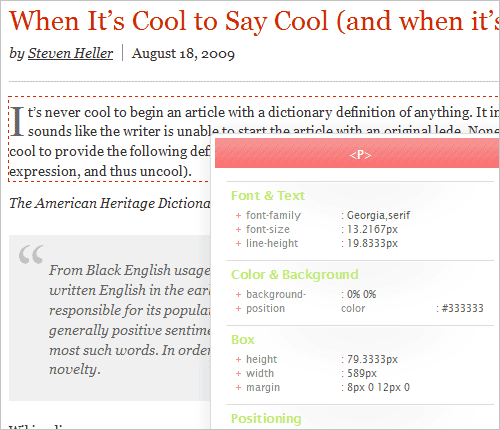 When It's Cool to Say Cool (and when it's
by Steven Heller | August 18, 2009
It's never cool to begin an article with a dictionary definition of anything. It in
sounds like the writer is unable to start the article with an original lede. None
cool to provide the following def
expression, and thus uncool).
The American Heritage Dictiona
“
From Black English usage
written English in the ear
responsible for its popula
generally positive sentime
most such words. In order
novelty.
<P>
Font & Text
+ font-family : Georgia,serif
+ font-size : 13.2167px
+ line-height : 19.8333px
Color & Background
+ background- : 0% 0%
+ position color : #333333
Box
+ height : 79.3333px
+ width : 589px
+ margin : 8px 0 12px 0
Positioning